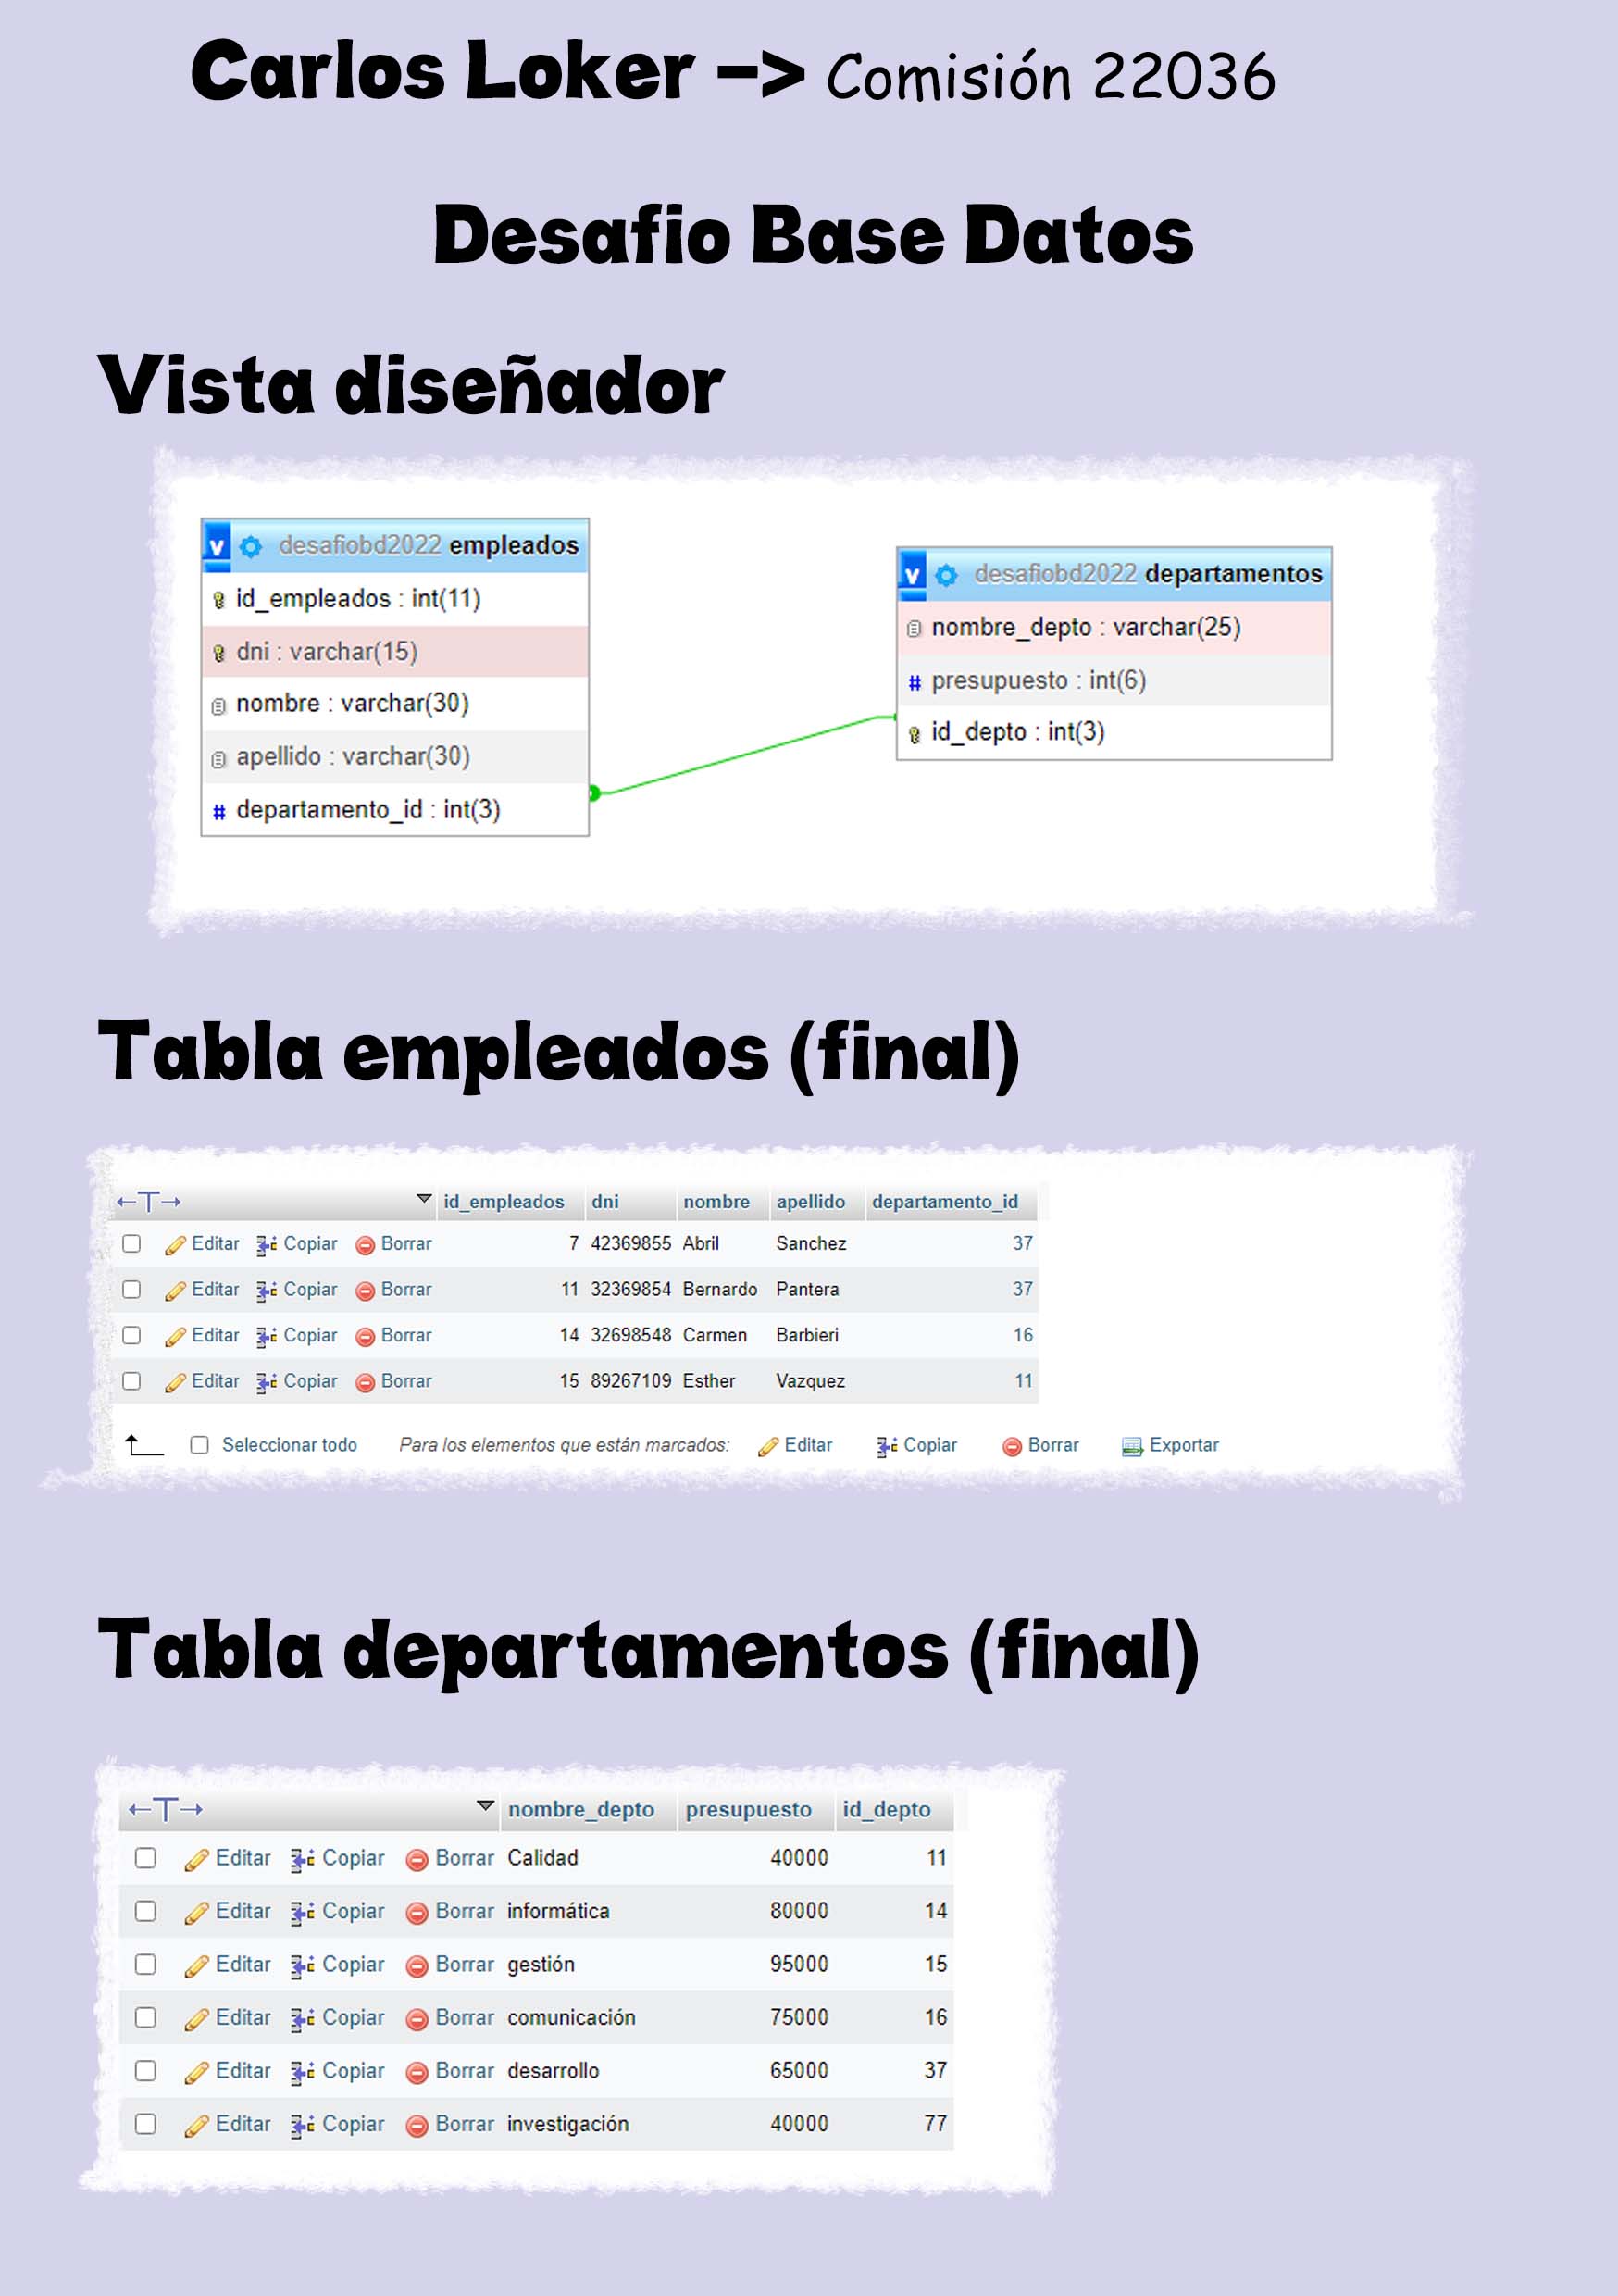 Carlos Loker –> Comisión 22036
Desafio Base Datos
Vista diseñador
v desafiobd2022 empleados
id_empleados : int(11)
dni : varchar(15)
nombre : varchar(30)
apellido : varchar(30)
# departamento_id : int(3)
v desafiobd2022 departamentos
nombre_depto : varchar(25)
# presupuesto : int(6)
id_depto : int(3)
Tabla empleados (final)
←T→ id_empleados dni nombre apellido departamento_id
Editar Copiar Borrar 7 42369855 Abril Sanchez 37
Editar Copiar Borrar 11 32369854 Bernardo Pantera 37
Editar Copiar Borrar 14 32698548 Carmen Barbieri 16
Editar Copiar Borrar 15 89267109 Esther Vazquez 11
Seleccionar todo Para los elementos que están marcados: Editar Copiar Borrar Exportar
Tabla departamentos (final)
←T→ nombre_depto presupuesto id_depto
Editar Copiar Borrar Calidad 40000 11
Editar Copiar Borrar informática 80000 14
Editar Copiar Borrar gestión 95000 15
Editar Copiar Borrar comunicación 75000 16
Editar Copiar Borrar desarrollo 65000 37
Editar Copiar Borrar investigación 40000 77